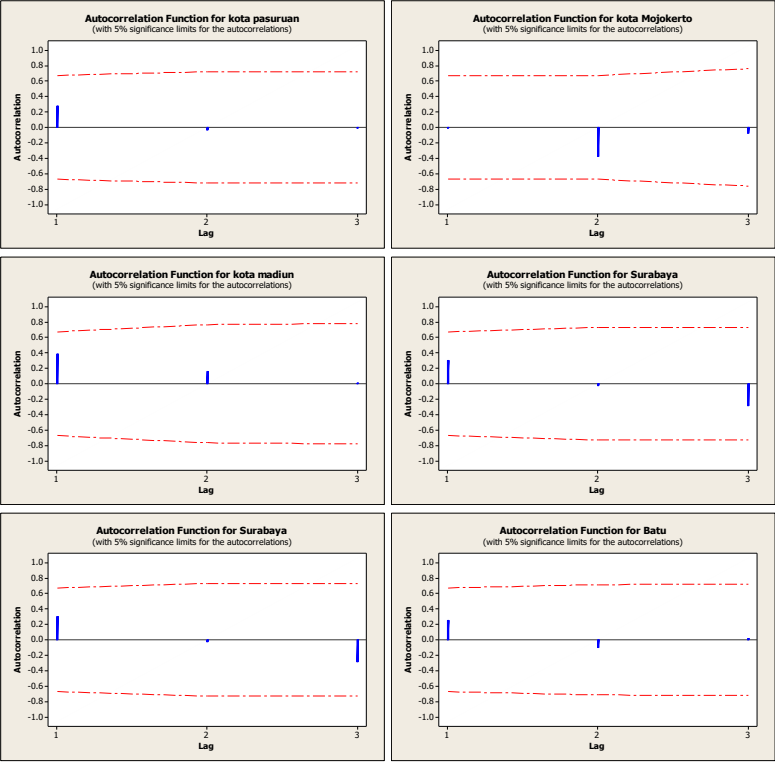 Autocorrelation Function for kota pasuruan
(with 5% significance limits for the autocorrelations)
1.0
0.8
0.6
0.4
0.2
0.0
-0.2
-0.4
-0.6
-0.8
-1.0
Autocorrelation
1 2 3
Lag
Autocorrelation Function for kota Mojokerto
(with 5% significance limits for the autocorrelations)
1.0
0.8
0.6
0.4
0.2
0.0
-0.2
-0.4
-0.6
-0.8
-1.0
Autocorrelation
1 2 3
Lag
Autocorrelation Function for kota madiun
(with 5% significance limits for the autocorrelations)
1.0
0.8
0.6
0.4
0.2
0.0
-0.2
-0.4
-0.6
-0.8
-1.0
Autocorrelation
1 2 3
Lag
Autocorrelation Function for Surabaya
(with 5% significance limits for the autocorrelations)
1.0
0.8
0.6
0.4
0.2
0.0
-0.2
-0.4
-0.6
-0.8
-1.0
Autocorrelation
1 2 3
Lag
Autocorrelation Function for Surabaya
(with 5% significance limits for the autocorrelations)
1.0
0.8
0.6
0.4
0.2
0.0
-0.2
-0.4
-0.6
-0.8
-1.0
Autocorrelation
1 2 3
Lag
Autocorrelation Function for Batu
(with 5% significance limits for the autocorrelations)
1.0
0.8
0.6
0.4
0.2
0.0
-0.2
-0.4
-0.6
-0.8
-1.0
Autocorrelation
1 2 3
Lag